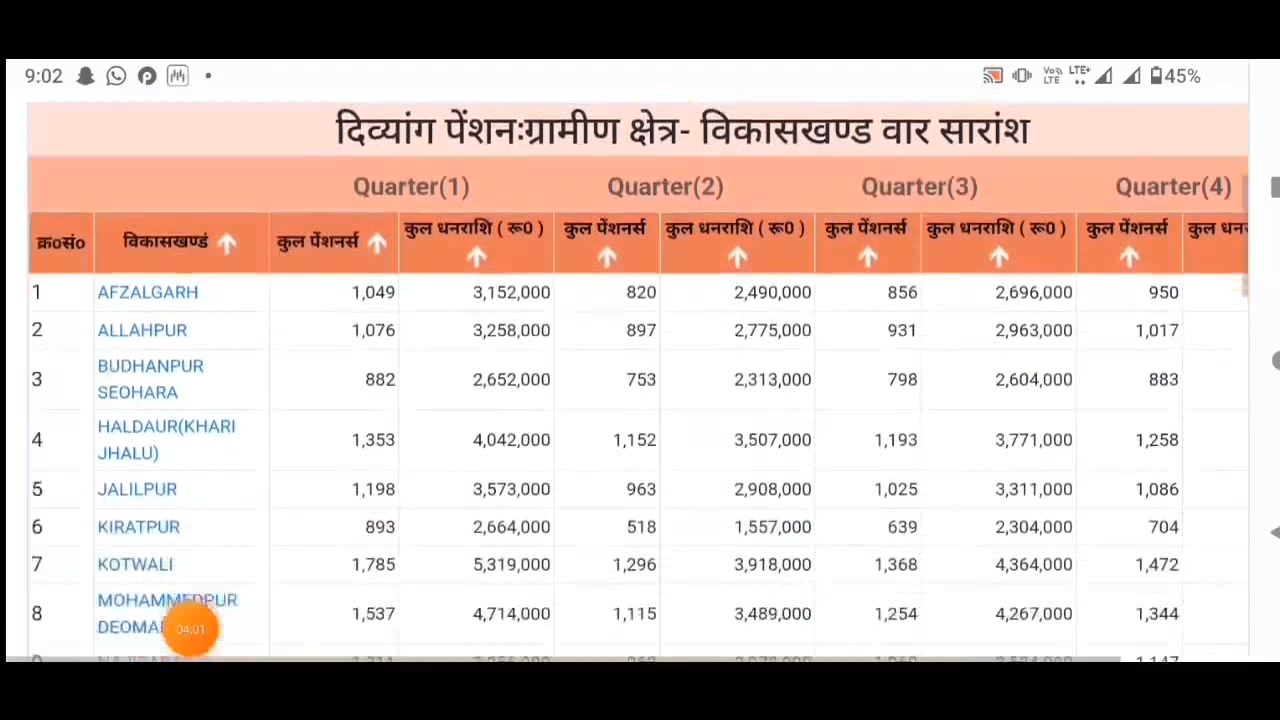 9:02 VoLTE LTE+ 45%
दिव्यांग पेंशनःग्रामीण क्षेत्र- विकासखण्ड वार सारांश
Quarter(1) Quarter(2) Quarter(3) Quarter(4)
क्र०सं० विकासखण्डं कुल पेंशनर्स कुल धनराशि ( रू0 ) कुल पेंशनर्स कुल धनराशि ( रू0 ) कुल पेंशनर्स कुल धनराशि ( रू0 ) कुल पेंशनर्स कुल
1 AFZALGARH 1,049 3,152,000 820 2,490,000 856 2,696,000 950
2 ALLAHPUR 1,076 3,258,000 897 2,775,000 931 2,963,000 1,017
3 BUDHANPUR SEOHARA 882 2,652,000 753 2,313,000 798 2,604,000 883
4 HALDAUR(KHARI JHALU) 1,353 4,042,000 1,152 3,507,000 1,193 3,771,000 1,258
5 JALILPUR 1,198 3,573,000 963 2,908,000 1,025 3,311,000 1,086
6 KIRATPUR 893 2,664,000 518 1,557,000 639 2,304,000 704
7 KOTWALI 1,785 5,319,000 1,296 3,918,000 1,368 4,364,000 1,472
8 MOHAMMEDPUR 1,537 4,714,000 1,115 3,489,000 1,254 4,267,000 1,344
04:01